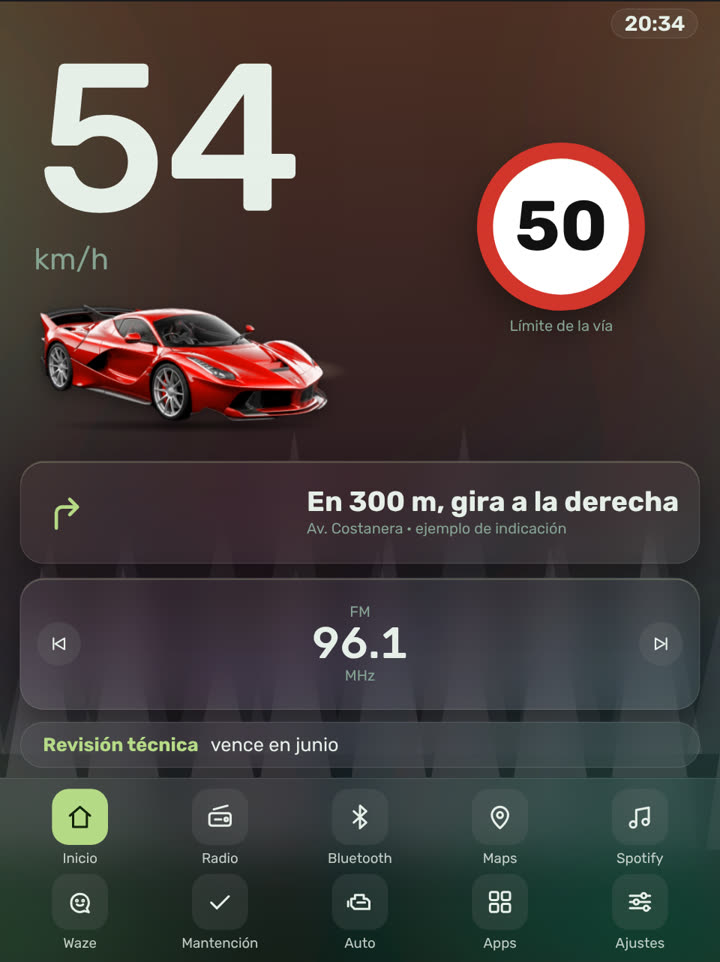 20:34
54
km/h
50
Límite de la vía
En 300 m, gira a la derecha
Av. Costanera • ejemplo de indicación
FM
96.1
MHz
Revisión técnica vence en junio
Inicio
Radio
Bluetooth
Maps
Spotify
Waze
Mantención
Auto
Apps
Ajustes